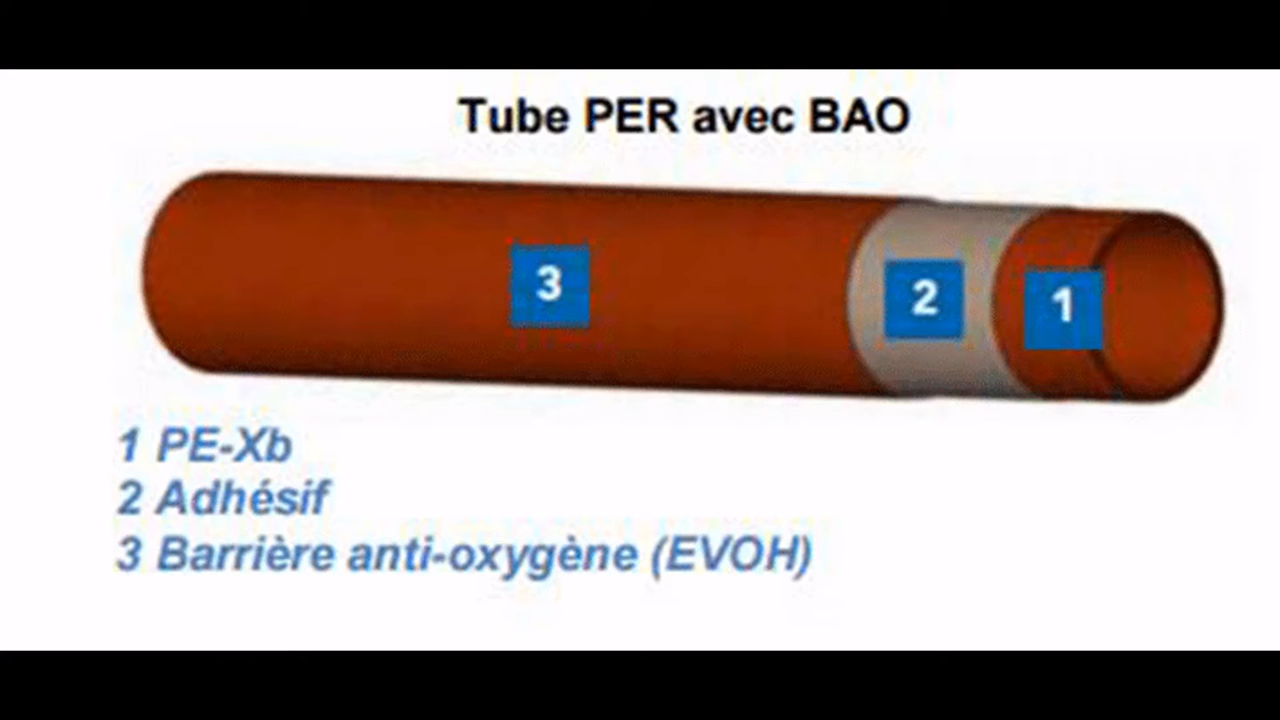 Tube PER avec BAO
3
2
1
1 PE-Xb
2 Adhésif
3 Barrière anti-oxygène (EVOH)